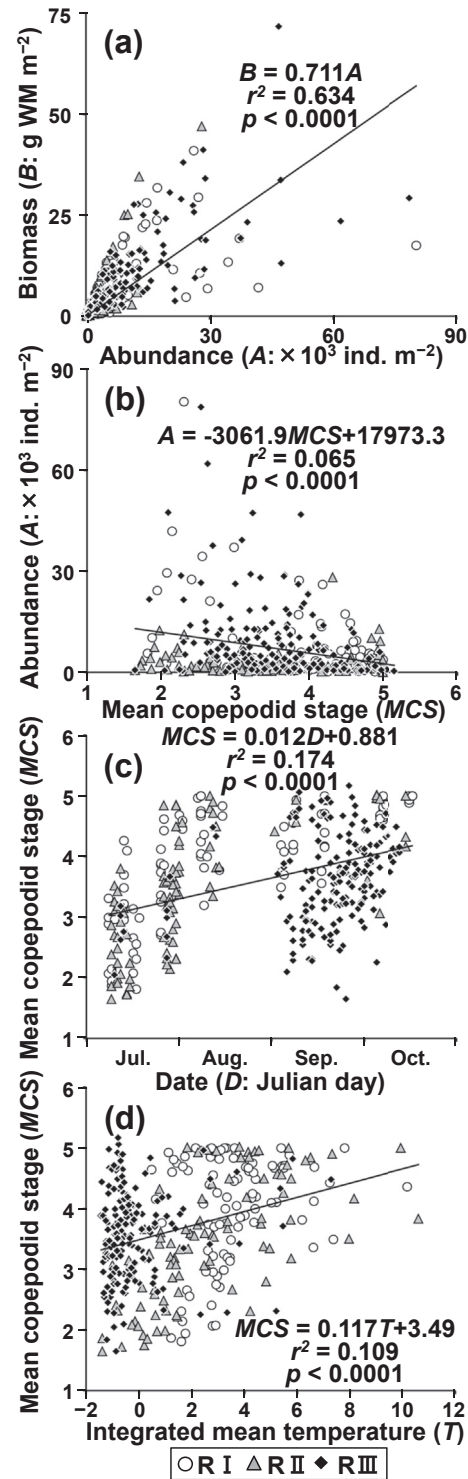 (a)
B = 0.711A
r² = 0.634
p < 0.0001
Biomass (B: g WM m⁻²)
75
50
25
0
0 30 60 90
Abundance (A: × 10³ ind. m⁻²)
(b)
A = -3061.9MCS+17973.3
r² = 0.065
p < 0.0001
Abundance (A: × 10³ ind. m⁻²)
90
60
30
0
1 2 3 4 5 6
Mean copepodid stage (MCS)
(c)
MCS = 0.012D+0.881
r² = 0.174
p < 0.0001
Mean copepodid stage (MCS)
6
5
4
3
2
1
Jul. Aug. Sep. Oct.
Date (D: Julian day)
(d)
Mean copepodid stage (MCS)
6
5
4
3
2
1
MCS = 0.117T+3.49
r² = 0.109
p < 0.0001
−2 0 2 4 6 8 10 12
Integrated mean temperature (T)
R I R II R III